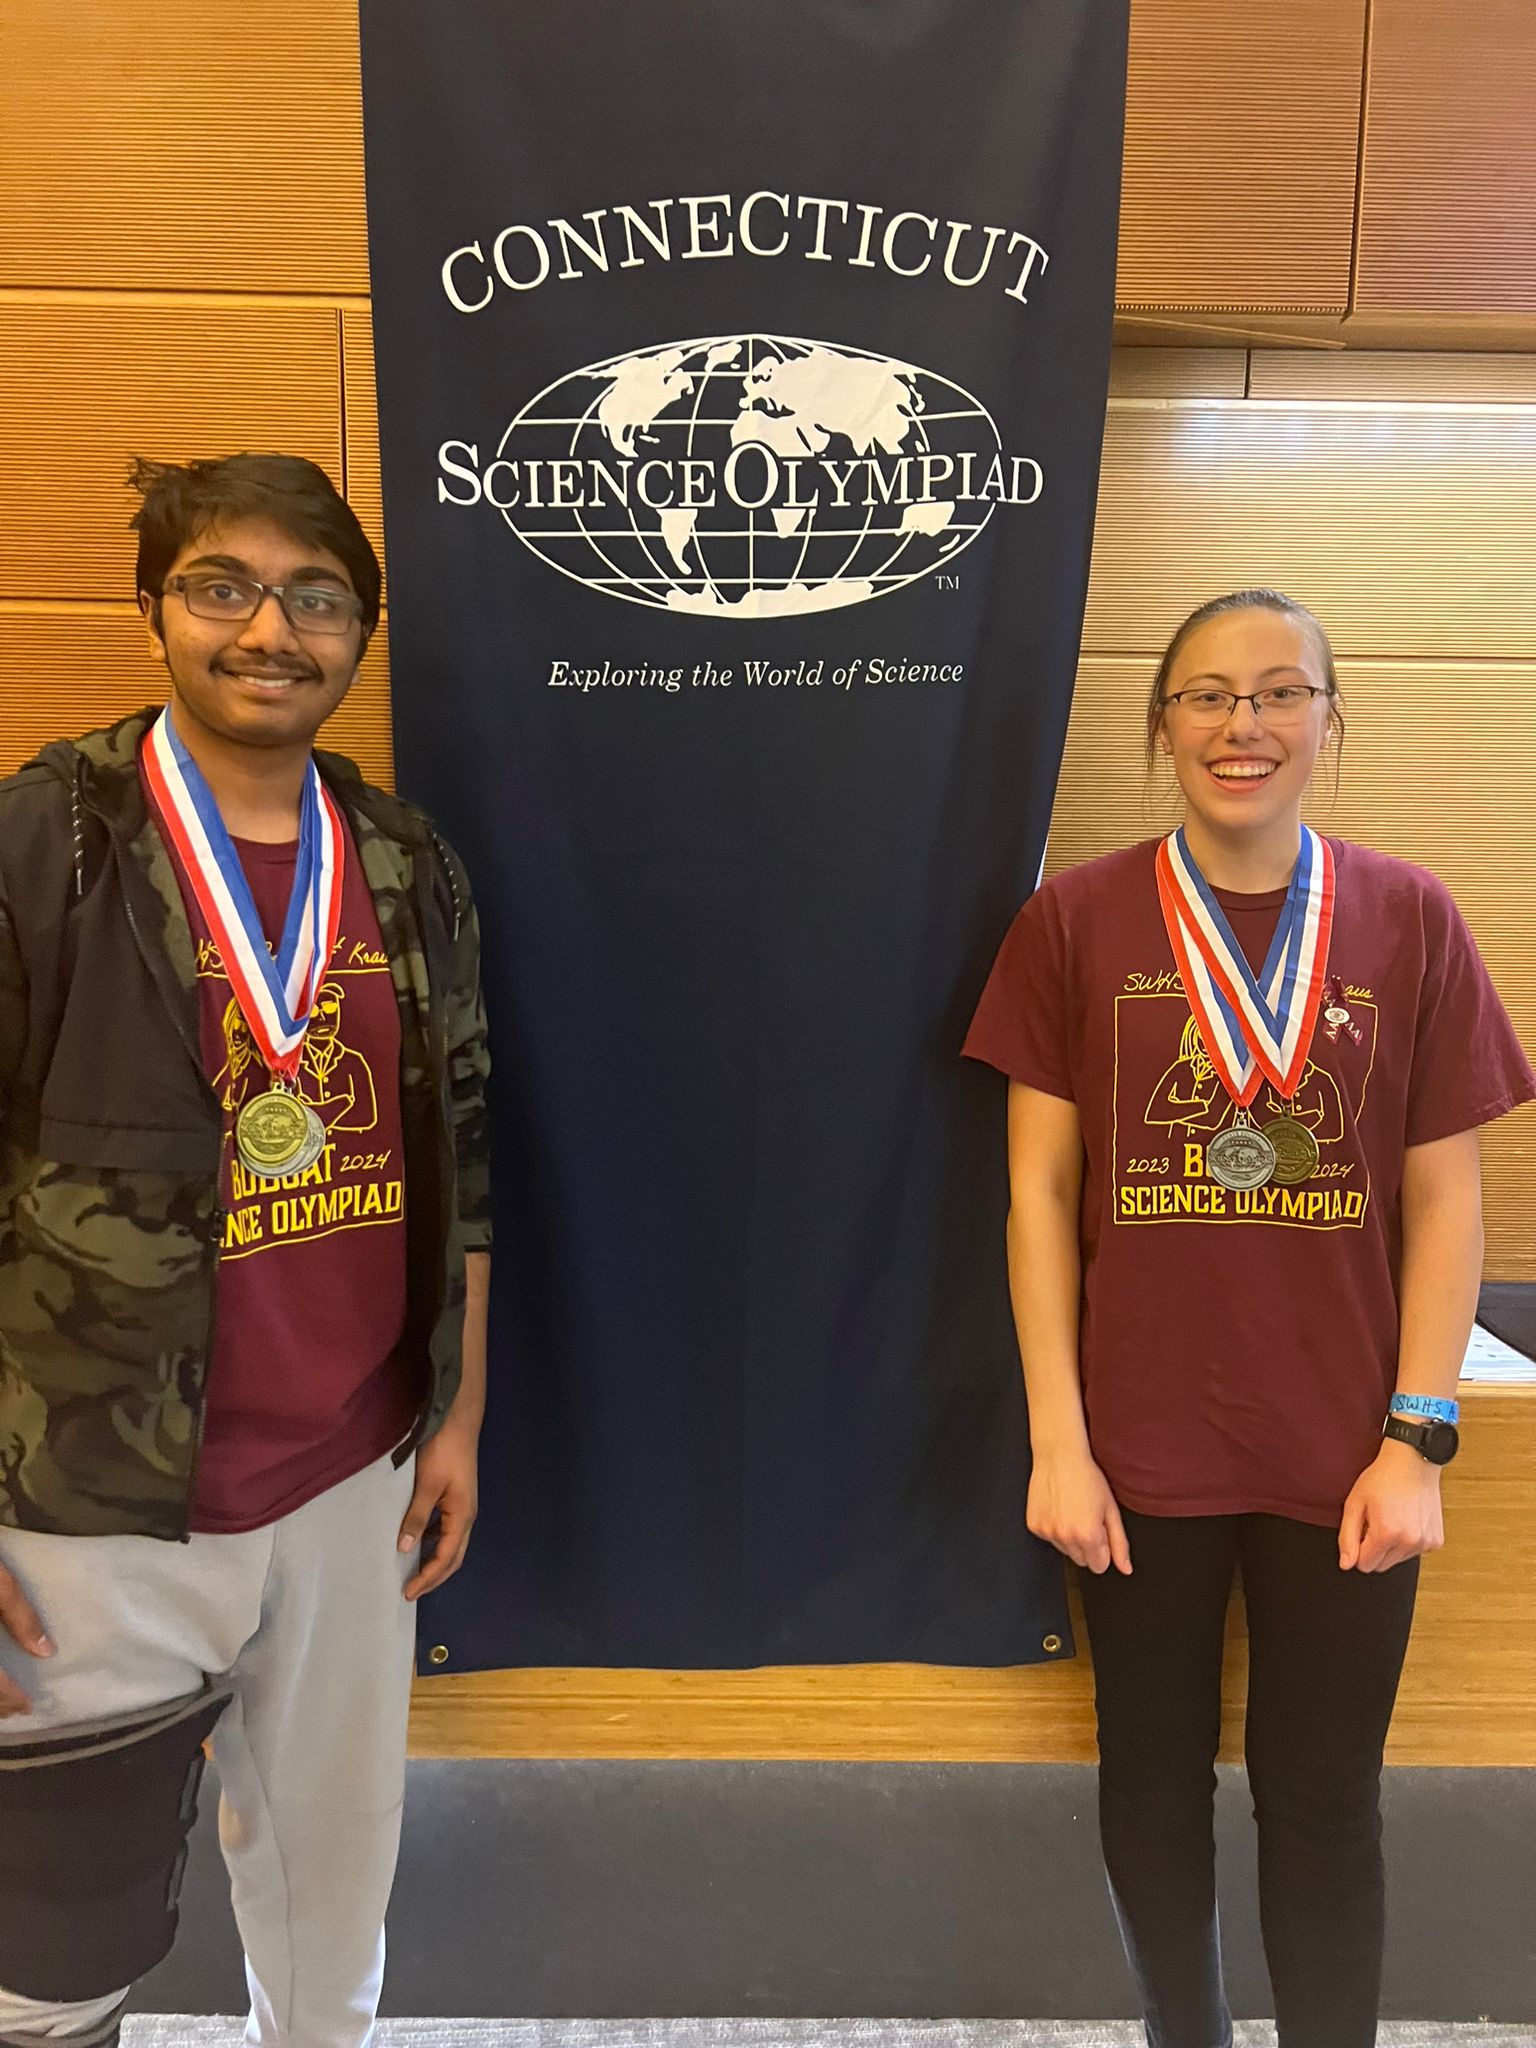 CONNECTICUT
SCIENCE OLYMPIAD
TM
Exploring the World of Science
2024
SCIENCE OLYMPIAD
2023
2024
SCIENCE OLYMPIAD
SWHS A